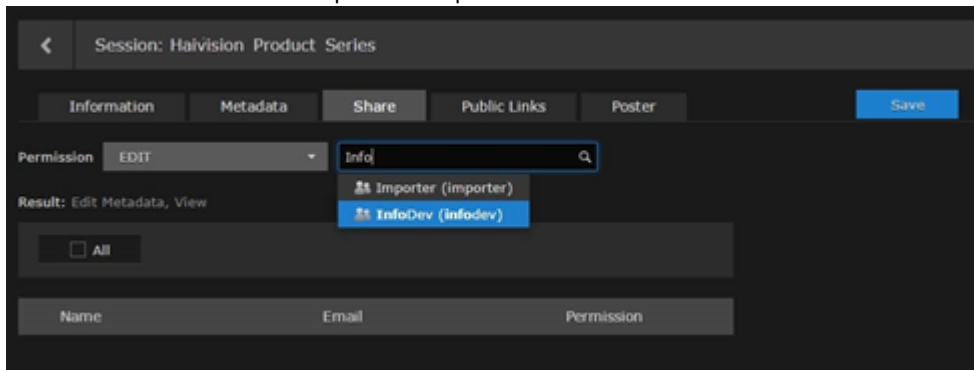 Session: Haivision Product Series
Information Metadata Share Public Links Poster Save
Permission EDIT Info
Importer (importer)
Result: Edit Metadata, View
InfoDev (infodev)
All
Name Email Permission